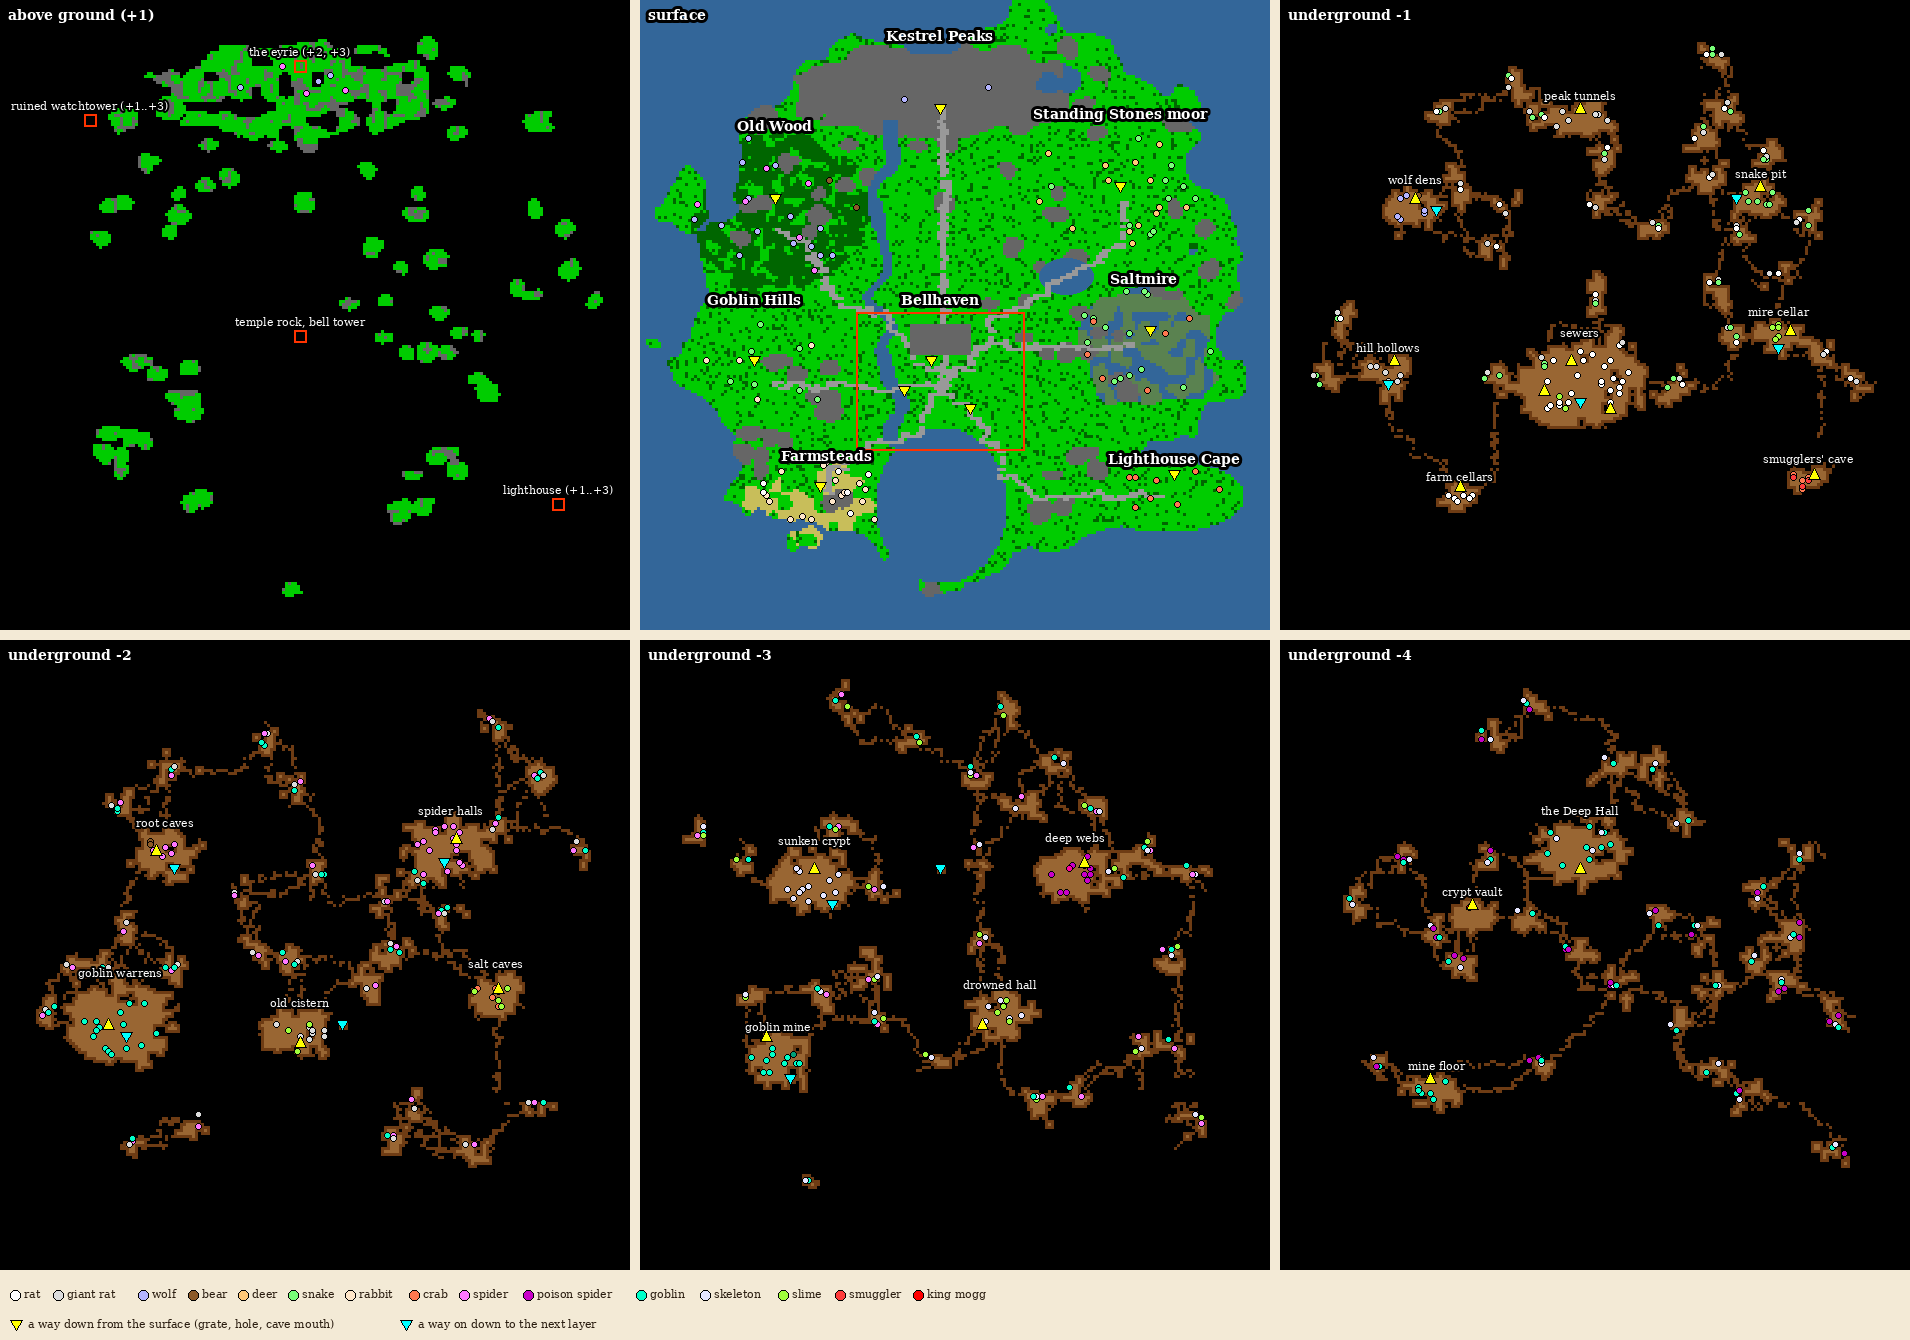 above ground (+1)
the eyrie (+2, +3)
ruined watchtower (+1..+3)
temple rock, bell tower
lighthouse (+1..+3)
surface
Kestrel Peaks
Standing Stones moor
Old Wood
Saltmire
Goblin Hills
Bellhaven
Farmsteads
Lighthouse Cape
underground -1
peak tunnels
snake pit
wolf dens
mire cellar
sewers
hill hollows
smugglers' cave
farm cellars
underground -2
spider halls
root caves
salt caves
goblin warrens
old cistern
underground -3
deep webs
sunken crypt
drowned hall
goblin mine
underground -4
the Deep Hall
crypt vault
mine floor
rat giant rat wolf bear deer snake rabbit crab spider poison spider goblin skeleton slime smuggler king mogg
a way down from the surface (grate, hole, cave mouth) a way on down to the next layer